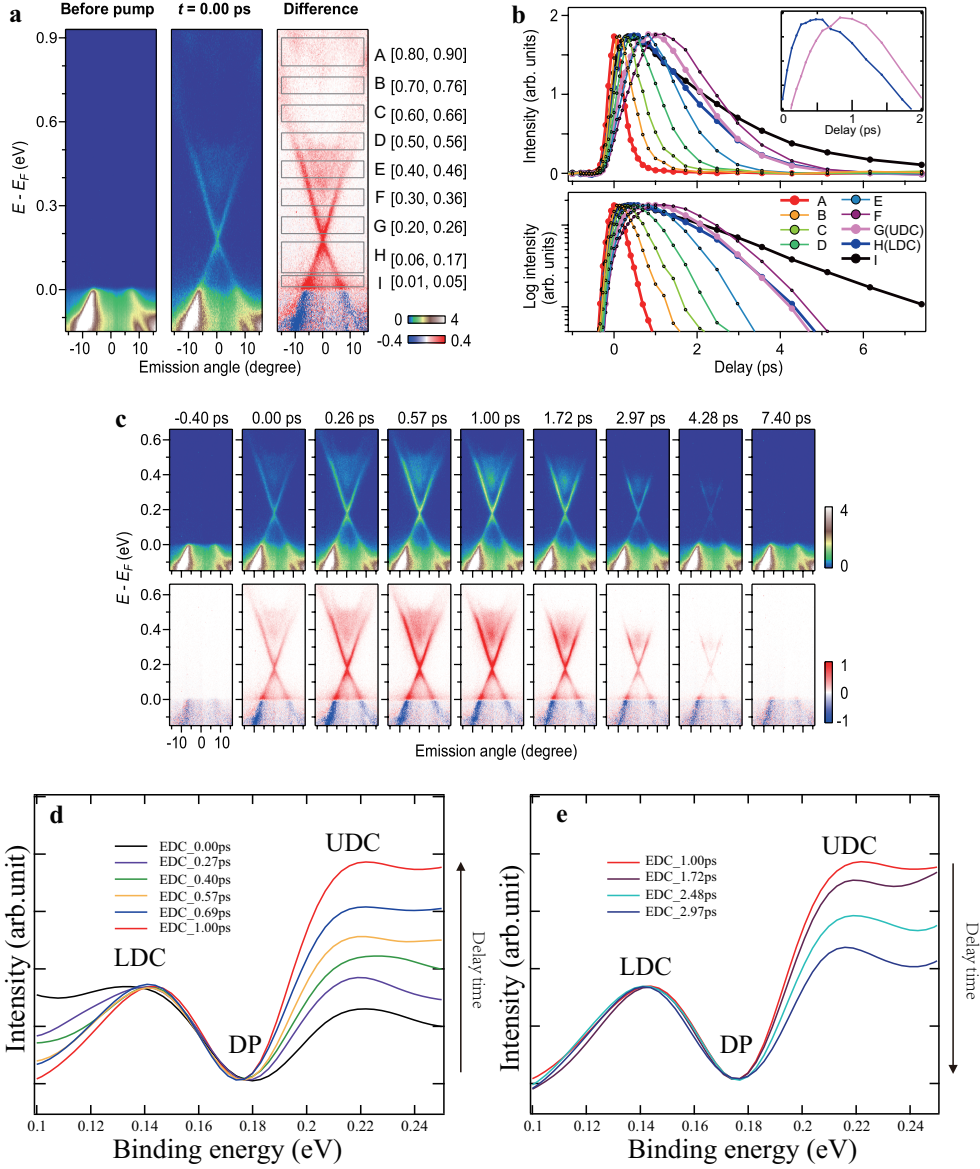 a
Before pump
t = 0.00 ps
Difference
E - E_F (eV)
0.9
0.6
0.3
0.0
A [0.80, 0.90]
B [0.70, 0.76]
C [0.60, 0.66]
D [0.50, 0.56]
E [0.40, 0.46]
F [0.30, 0.36]
G [0.20, 0.26]
H [0.06, 0.17]
I [0.01, 0.05]
0 4
-0.4 0.4
-10 0 10 -10 0 10 -10 0 10
Emission angle (degree)
b
Intensity (arb. units)
2
1
0
0 1 2
Delay (ps)
Log intensity
(arb. units)
A
B
C
D
E
F
G(UDC)
H(LDC)
I
0 2 4 6
Delay (ps)
c
-0.40 ps 0.00 ps 0.26 ps 0.57 ps 1.00 ps 1.72 ps 2.97 ps 4.28 ps 7.40 ps
E - E_F (eV)
0.6
0.4
0.2
0.0
4
0
0.6
0.4
0.2
0.0
1
0
-1
-10 0 10
Emission angle (degree)
d
Intensity (arb.unit)
EDC_0.00ps
EDC_0.27ps
EDC_0.40ps
EDC_0.57ps
EDC_0.69ps
EDC_1.00ps
UDC
LDC
DP
Delay time
0.1 0.12 0.14 0.16 0.18 0.20 0.22 0.24
Binding energy (eV)
e
Intensity (arb.unit)
EDC_1.00ps
EDC_1.72ps
EDC_2.48ps
EDC_2.97ps
UDC
LDC
DP
Delay time
0.1 0.12 0.14 0.16 0.18 0.20 0.22 0.24
Binding energy (eV)